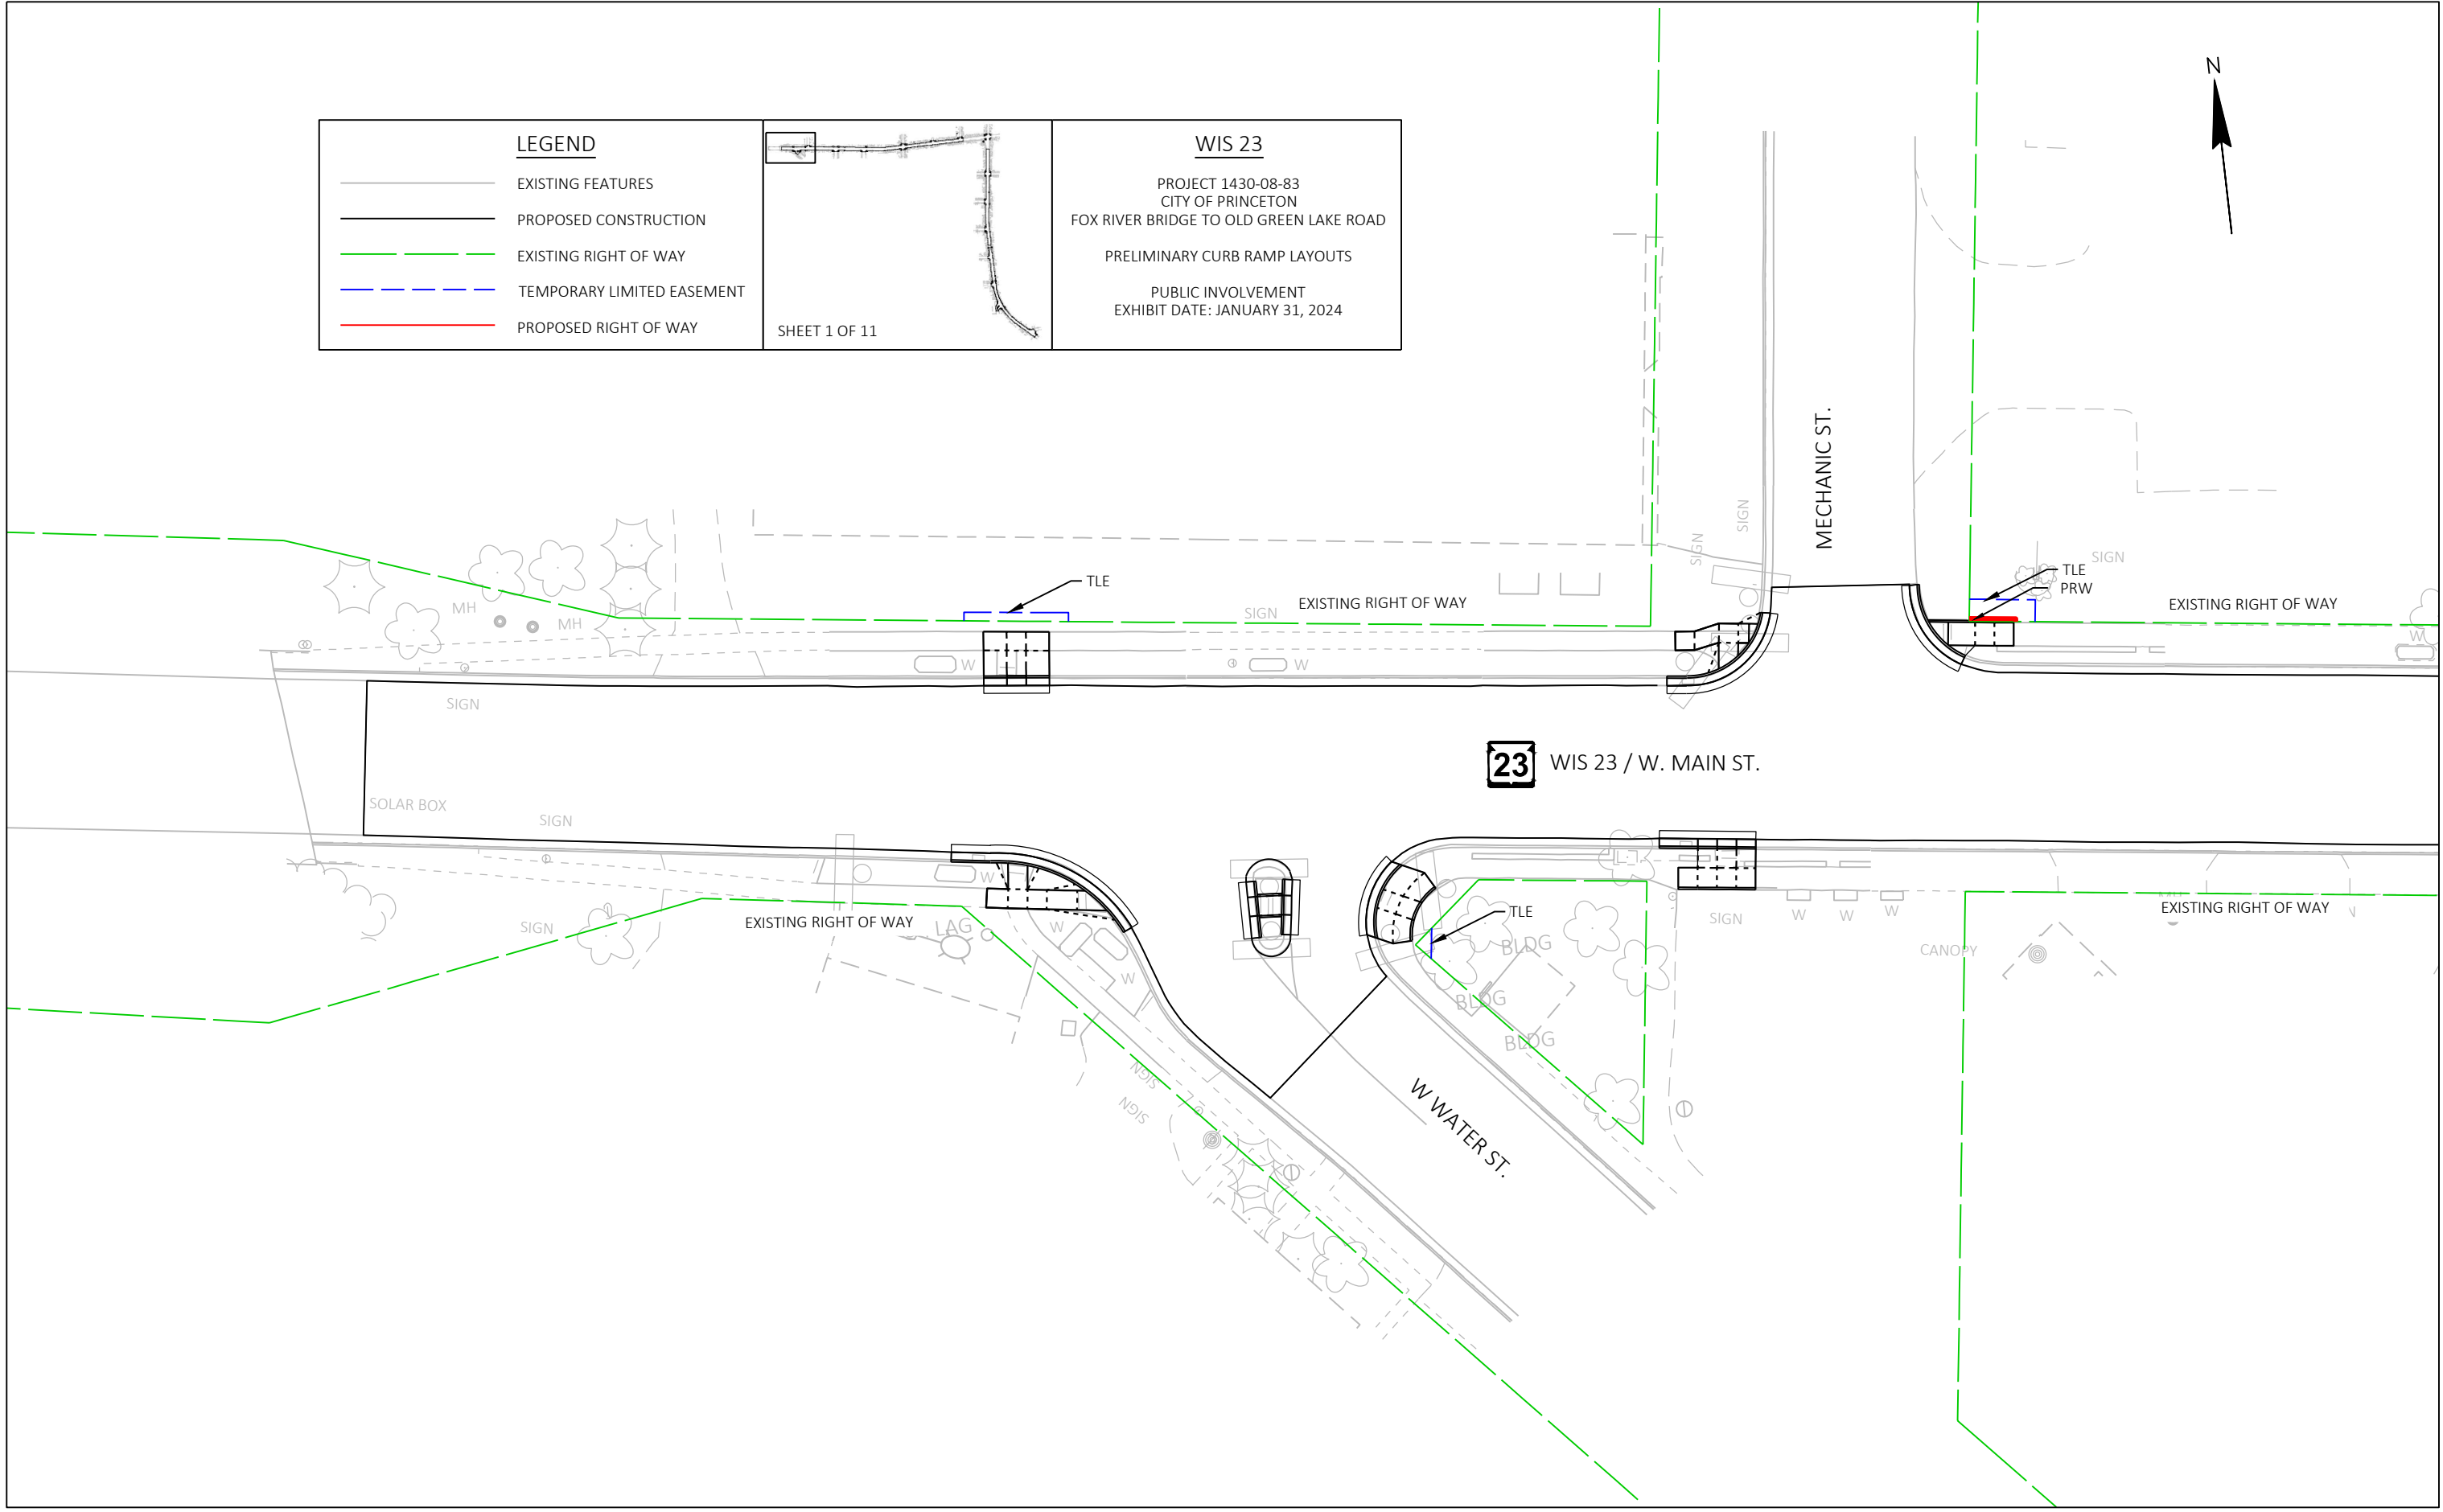 N
LEGEND
EXISTING FEATURES
PROPOSED CONSTRUCTION
EXISTING RIGHT OF WAY
TEMPORARY LIMITED EASEMENT
PROPOSED RIGHT OF WAY
SHEET 1 OF 11
WIS 23
PROJECT 1430-08-83
CITY OF PRINCETON
FOX RIVER BRIDGE TO OLD GREEN LAKE ROAD
PRELIMINARY CURB RAMP LAYOUTS
PUBLIC INVOLVEMENT
EXHIBIT DATE: JANUARY 31, 2024
MECHANIC ST.
SIGN
SIGN
SIGN
TLE
PRW
TLE
MH
MH
SIGN
EXISTING RIGHT OF WAY
EXISTING RIGHT OF WAY
W
W
W
SIGN
23
WIS 23 / W. MAIN ST.
SOLAR BOX
SIGN
W
SIGN
EXISTING RIGHT OF WAY
LAG
W
W
TLE
BLDG
BLDG
BLDG
SIGN
W
W
W
EXISTING RIGHT OF WAY
CANOPY
SIGN
SIGN
W WATER ST.